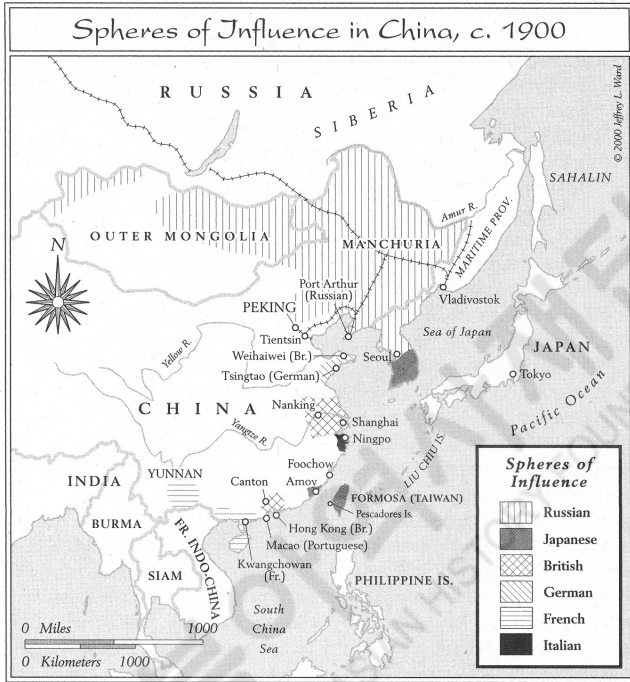 Spheres of Influence in China, c. 1900
© 2000 Jeffrey L. Ward
RUSSIA
SIBERIA
SAHALIN
Amur R.
MARITIME PROV.
OUTER MONGOLIA
MANCHURIA
N
Port Arthur
(Russian)
Vladivostok
PEKING
Tientsin
Sea of Japan
Yellow R.
Weihaiwei (Br.)
Seoul
JAPAN
Tsingtao (German)
Tokyo
Pacific Ocean
CHINA
Nanking
Shanghai
Yangtze R.
Ningpo
LIU CHIU IS.
Foochow
INDIA
YUNNAN
Canton
Amoy
FORMOSA (TAIWAN)
Pescadores Is.
BURMA
Hong Kong (Br.)
Macao (Portuguese)
FR. INDO-CHINA
Kwangchowan
(Fr.)
SIAM
PHILIPPINE IS.
South
China
Sea
0 Miles 1000
0 Kilometers 1000
Spheres of
Influence
Russian
Japanese
British
German
French
Italian